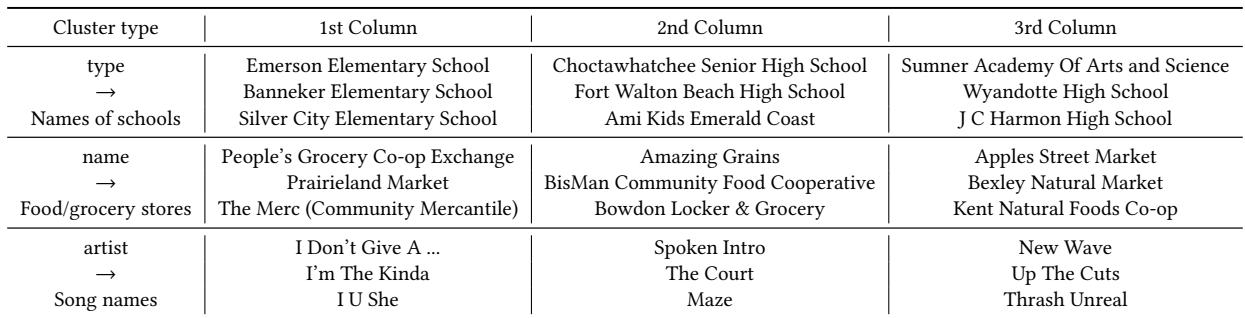 Cluster type 1st Column 2nd Column 3rd Column
type Emerson Elementary School Choctawhatchee Senior High School Sumner Academy Of Arts and Science
→ Banneker Elementary School Fort Walton Beach High School Wyandotte High School
Names of schools Silver City Elementary School Ami Kids Emerald Coast J C Harmon High School
name People's Grocery Co-op Exchange Amazing Grains Apples Street Market
→ Prairieland Market BisMan Community Food Cooperative Bexley Natural Market
Food/grocery stores The Merc (Community Mercantile) Bowdon Locker & Grocery Kent Natural Foods Co-op
artist I Don't Give A ... Spoken Intro New Wave
→ I'm The Kinda The Court Up The Cuts
Song names I U She Maze Thrash Unreal